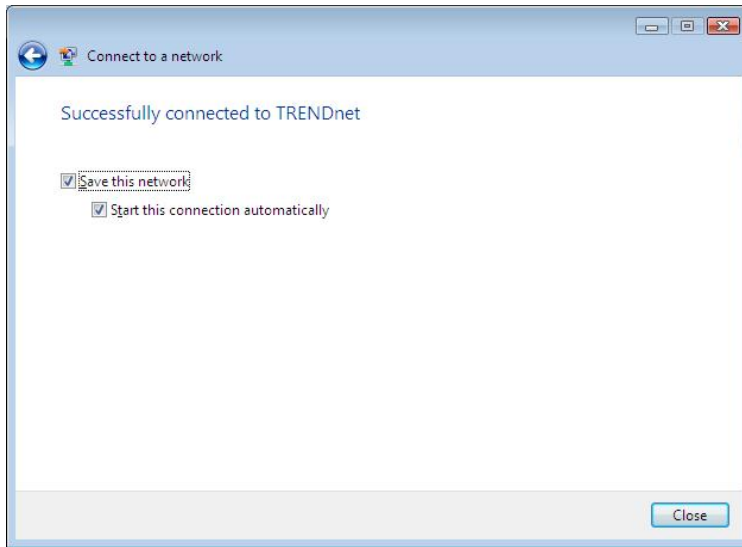 Connect to a network
Successfully connected to TRENDnet
Save this network
Start this connection automatically
Close